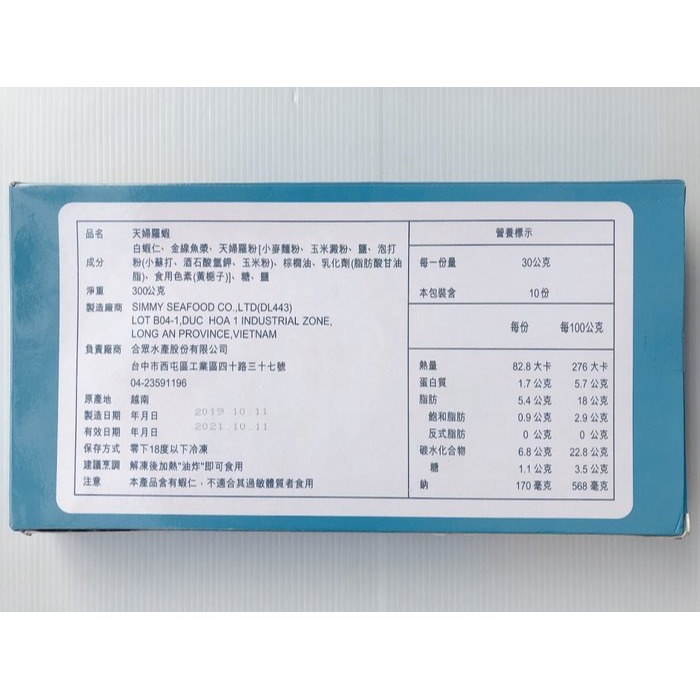 品名 天婦羅蝦
白蝦仁、金線魚漿、天婦羅粉[小麥麵粉、玉米澱粉、鹽、泡打
成分 粉(小蘇打、酒石酸氫鉀、玉米粉)、棕櫚油、乳化劑(脂肪酸甘油
脂)、食用色素(黃梔子)]、糖、鹽
淨重 300公克
製造廠商 SIMMY SEAFOOD CO.,LTD(DL443)
LOT B04-1,DUC HOA 1 INDUSTRIAL ZONE,
LONG AN PROVINCE,VIETNAM
負責廠商 合眾水產股份有限公司
台中市西屯區工業區四十路三十七號
04-23591196
原產地 越南
製造日期 年月日 2019.10.11
有效日期 年月日 2021.10.11
保存方式 零下18度以下冷凍
建議烹調 解凍後加熱"油炸"即可食用
注意 本產品含有蝦仁，不適合其過敏體質者食用
營養標示
每一份量 30公克
本包裝含 10份
每份 每100公克
熱量 82.8 大卡 276 大卡
蛋白質 1.7 公克 5.7 公克
脂肪 5.4 公克 18 公克
飽和脂肪 0.9 公克 2.9 公克
反式脂肪 0 公克 0 公克
碳水化合物 6.8 公克 22.8 公克
糖 1.1 公克 3.5 公克
鈉 170 毫克 568 毫克